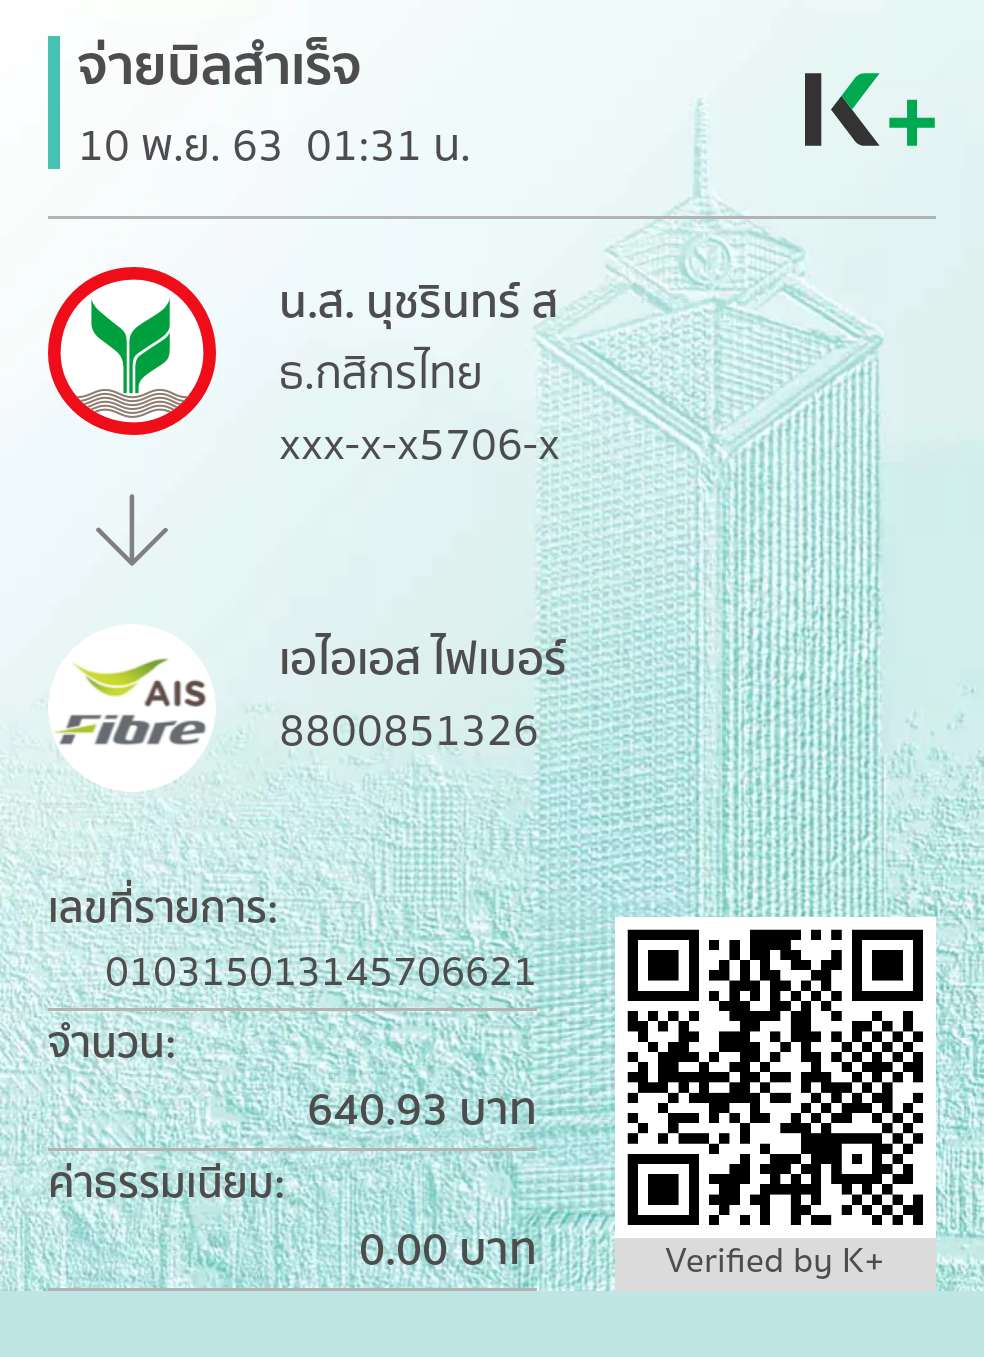 จ่ายบิลสำเร็จ
10 พ.ย. 63 01:31 น.
K+
น.ส. นุชรินทร์ ส
ธ.กสิกรไทย
xxx-x-x5706-x
AIS
Fibre
เอไอเอส ไฟเบอร์
8800851326
เลขที่รายการ:
010315013145706621
จำนวน:
640.93 บาท
ค่าธรรมเนียม:
0.00 บาท
Verified by K+